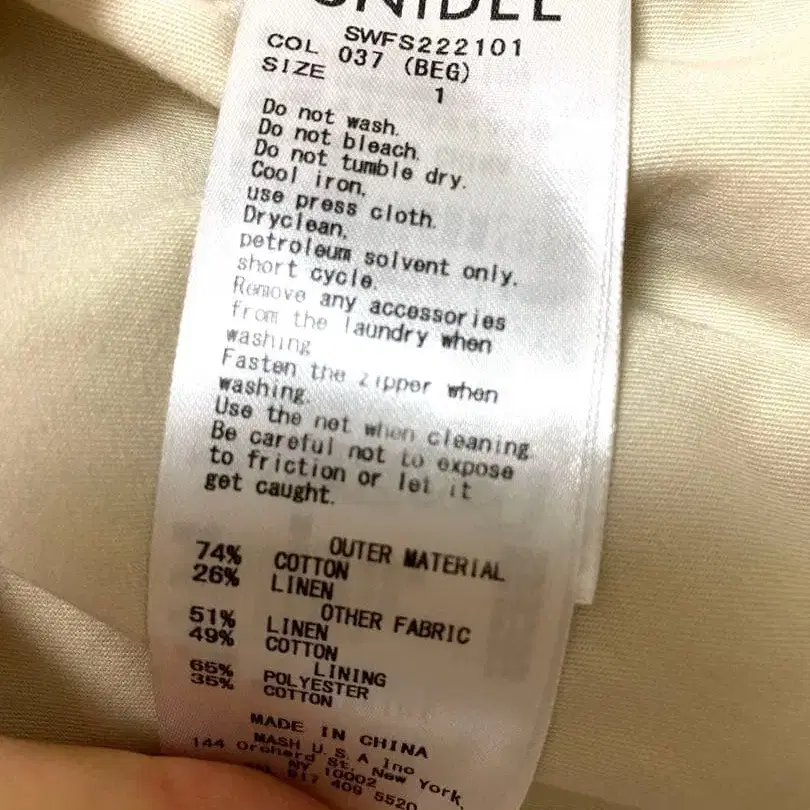 SNIDEL
SWFS222101
COL 037 (BEG)
SIZE 1
Do not wash.
Do not bleach.
Do not tumble dry.
Cool iron.
use press cloth.
Dryclean.
petroleum solvent only.
short cycle.
Remove any accessories
from the laundry when
washing
Fasten the zipper when
washing.
Use the net when cleaning.
Be careful not to expose
to friction or let it
get caught.
OUTER MATERIAL
74% COTTON
26% LINEN
OTHER FABRIC
51% LINEN
49% COTTON
LINING
65% POLYESTER
35% COTTON
MADE IN CHINA
MASH U.S.A Inc
144 Orchard St. New York,
NY 10002
917 409 5520